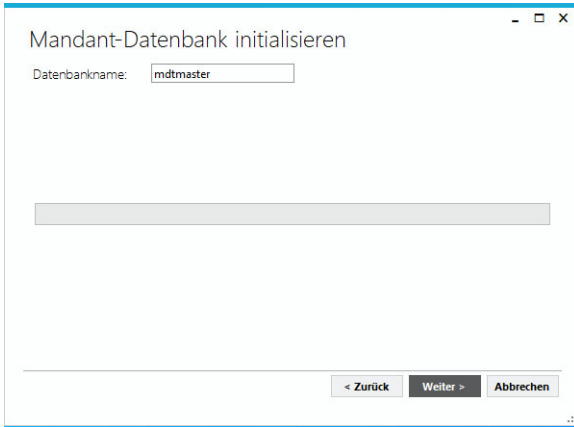 Mandant-Datenbank initialisieren
Datenbankname: mdtmaster
< Zurück Weiter > Abbrechen